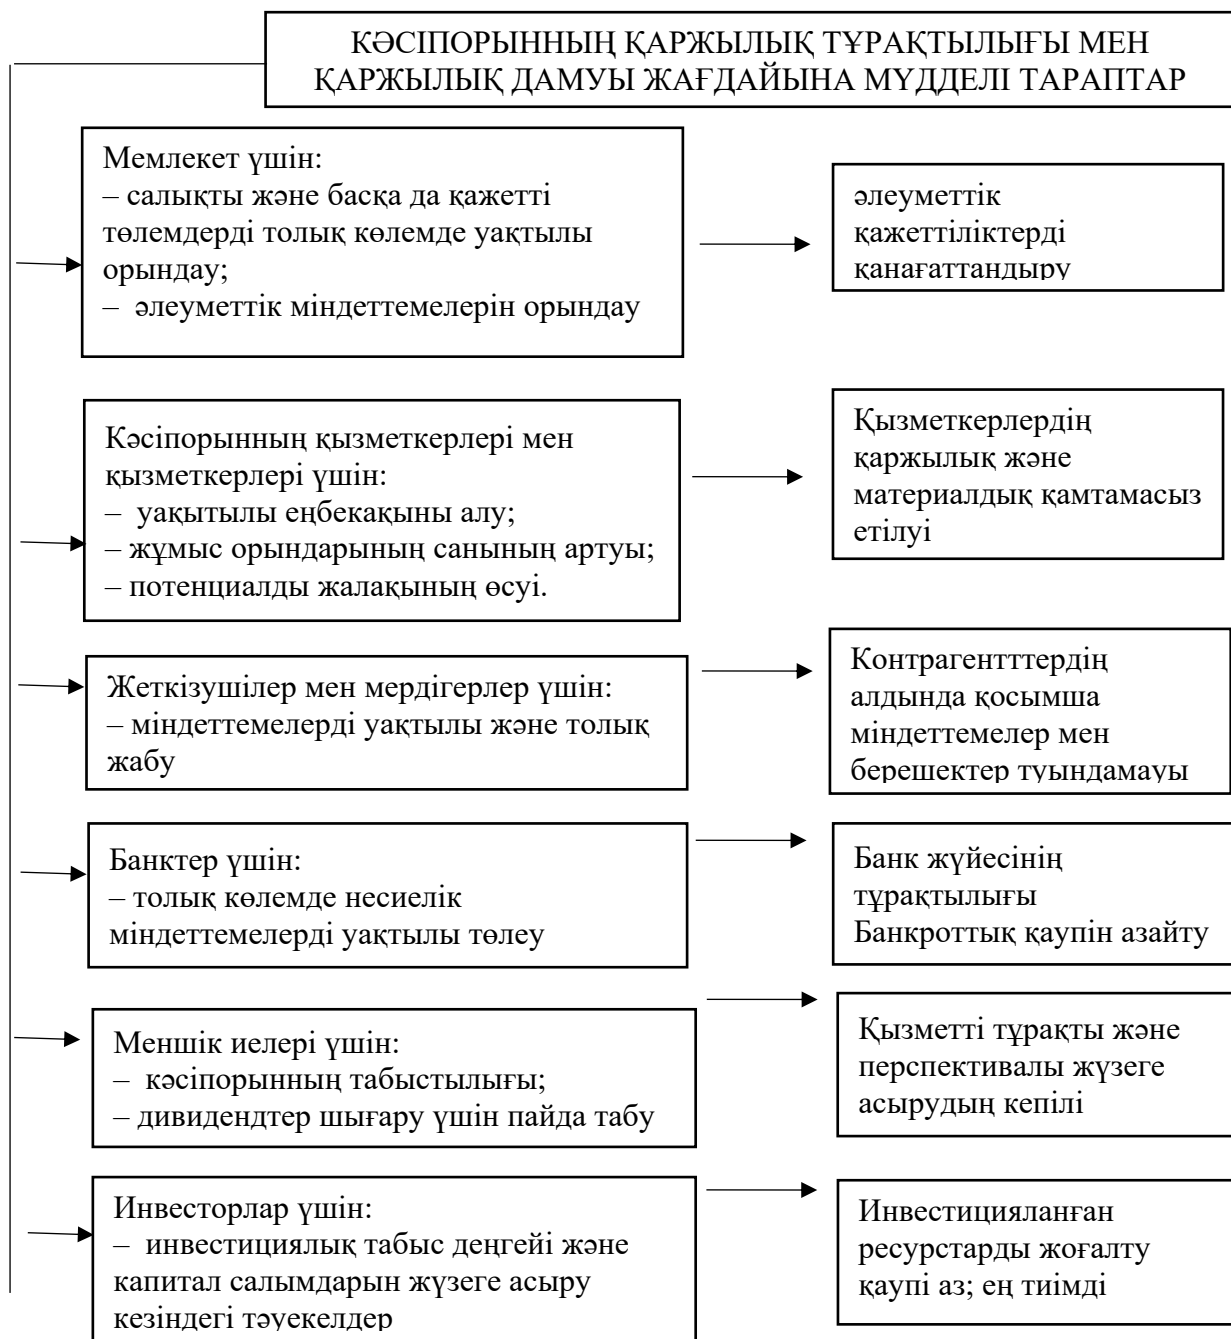 КӘСІПОРЫННЫҢ ҚАРЖЫЛЫҚ ТҰРАҚТЫЛЫҒЫ МЕН
ҚАРЖЫЛЫҚ ДАМУЫ ЖАҒДАЙЫНА МҮДДЕЛІ ТАРАПТАР
Мемлекет үшін:
– салықты және басқа да қажетті
төлемдерді толық көлемде уақтылы
орындау;
– әлеуметтік міндеттемелерін орындау
әлеуметтік
қажеттіліктерді
қанағаттандыру
Кәсіпорынның қызметкерлері мен
қызметкерлері үшін:
– уақытылы еңбекақыны алу;
– жұмыс орындарының санының артуы;
– потенциалды жалақының өсуі.
Қызметкерлердің
қаржылық және
материалдық қамтамасыз
етілуі
Жеткізушілер мен мердігерлер үшін:
– міндеттемелерді уақтылы және толық
жабу
Контрагентттердің
алдында қосымша
міндеттемелер мен
берешектер туындамауы
Банктер үшін:
– толық көлемде несиелік
міндеттемелерді уақтылы төлеу
Банк жүйесінің
тұрақтылығы
Банкроттық қаупін азайту
Меншік иелері үшін:
– кәсіпорынның табыстылығы;
– дивидендтер шығару үшін пайда табу
Қызметті тұрақты және
перспективалы жүзеге
асырудың кепілі
Инвесторлар үшін:
– инвестициялық табыс деңгейі және
капитал салымдарын жүзеге асыру
кезіндегі тәуекелдер
Инвестицияланған
ресурстарды жоғалту
қаупі аз; ең тиімді